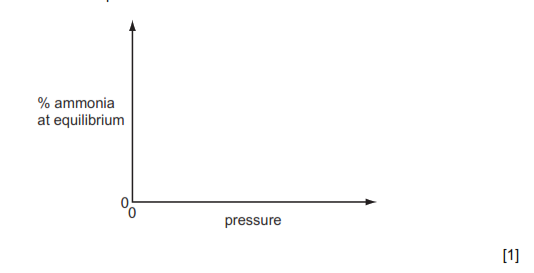 % ammonia
at equilibrium
0
0
pressure
[1]